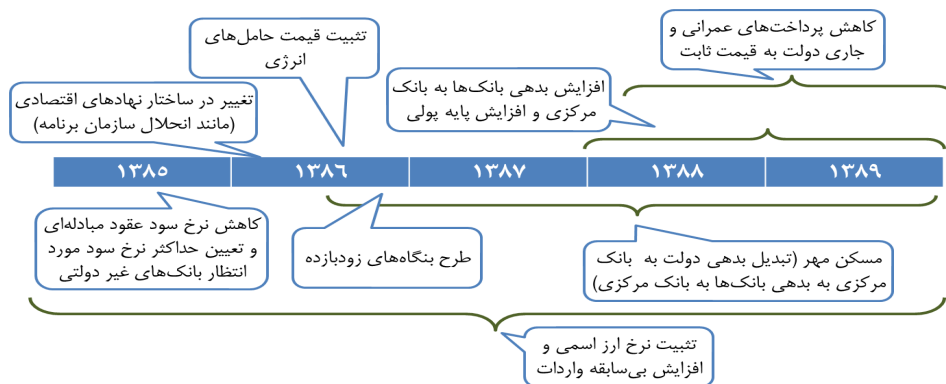 کاهش پرداخت‌های عمرانی و
جاری دولت به قیمت ثابت
تثبیت قیمت حامل‌های
انرژی
افزایش بدهی بانک‌ها به بانک
مرکزی و افزایش پایه پولی
تغییر در ساختار نهادهای اقتصادی
(مانند انحلال سازمان برنامه)
۱۳۸۵ ۱۳۸۶ ۱۳۸۷ ۱۳۸۸ ۱۳۸۹
کاهش نرخ سود عقود مبادله‌ای
و تعیین حداکثر نرخ سود مورد
انتظار بانک‌های غیر دولتی
طرح بنگاه‌های زودبازده
مسکن مهر (تبدیل بدهی دولت به بانک
مرکزی به بدهی بانک‌ها به بانک مرکزی)
تثبیت نرخ ارز اسمی و
افزایش بی‌سابقه واردات